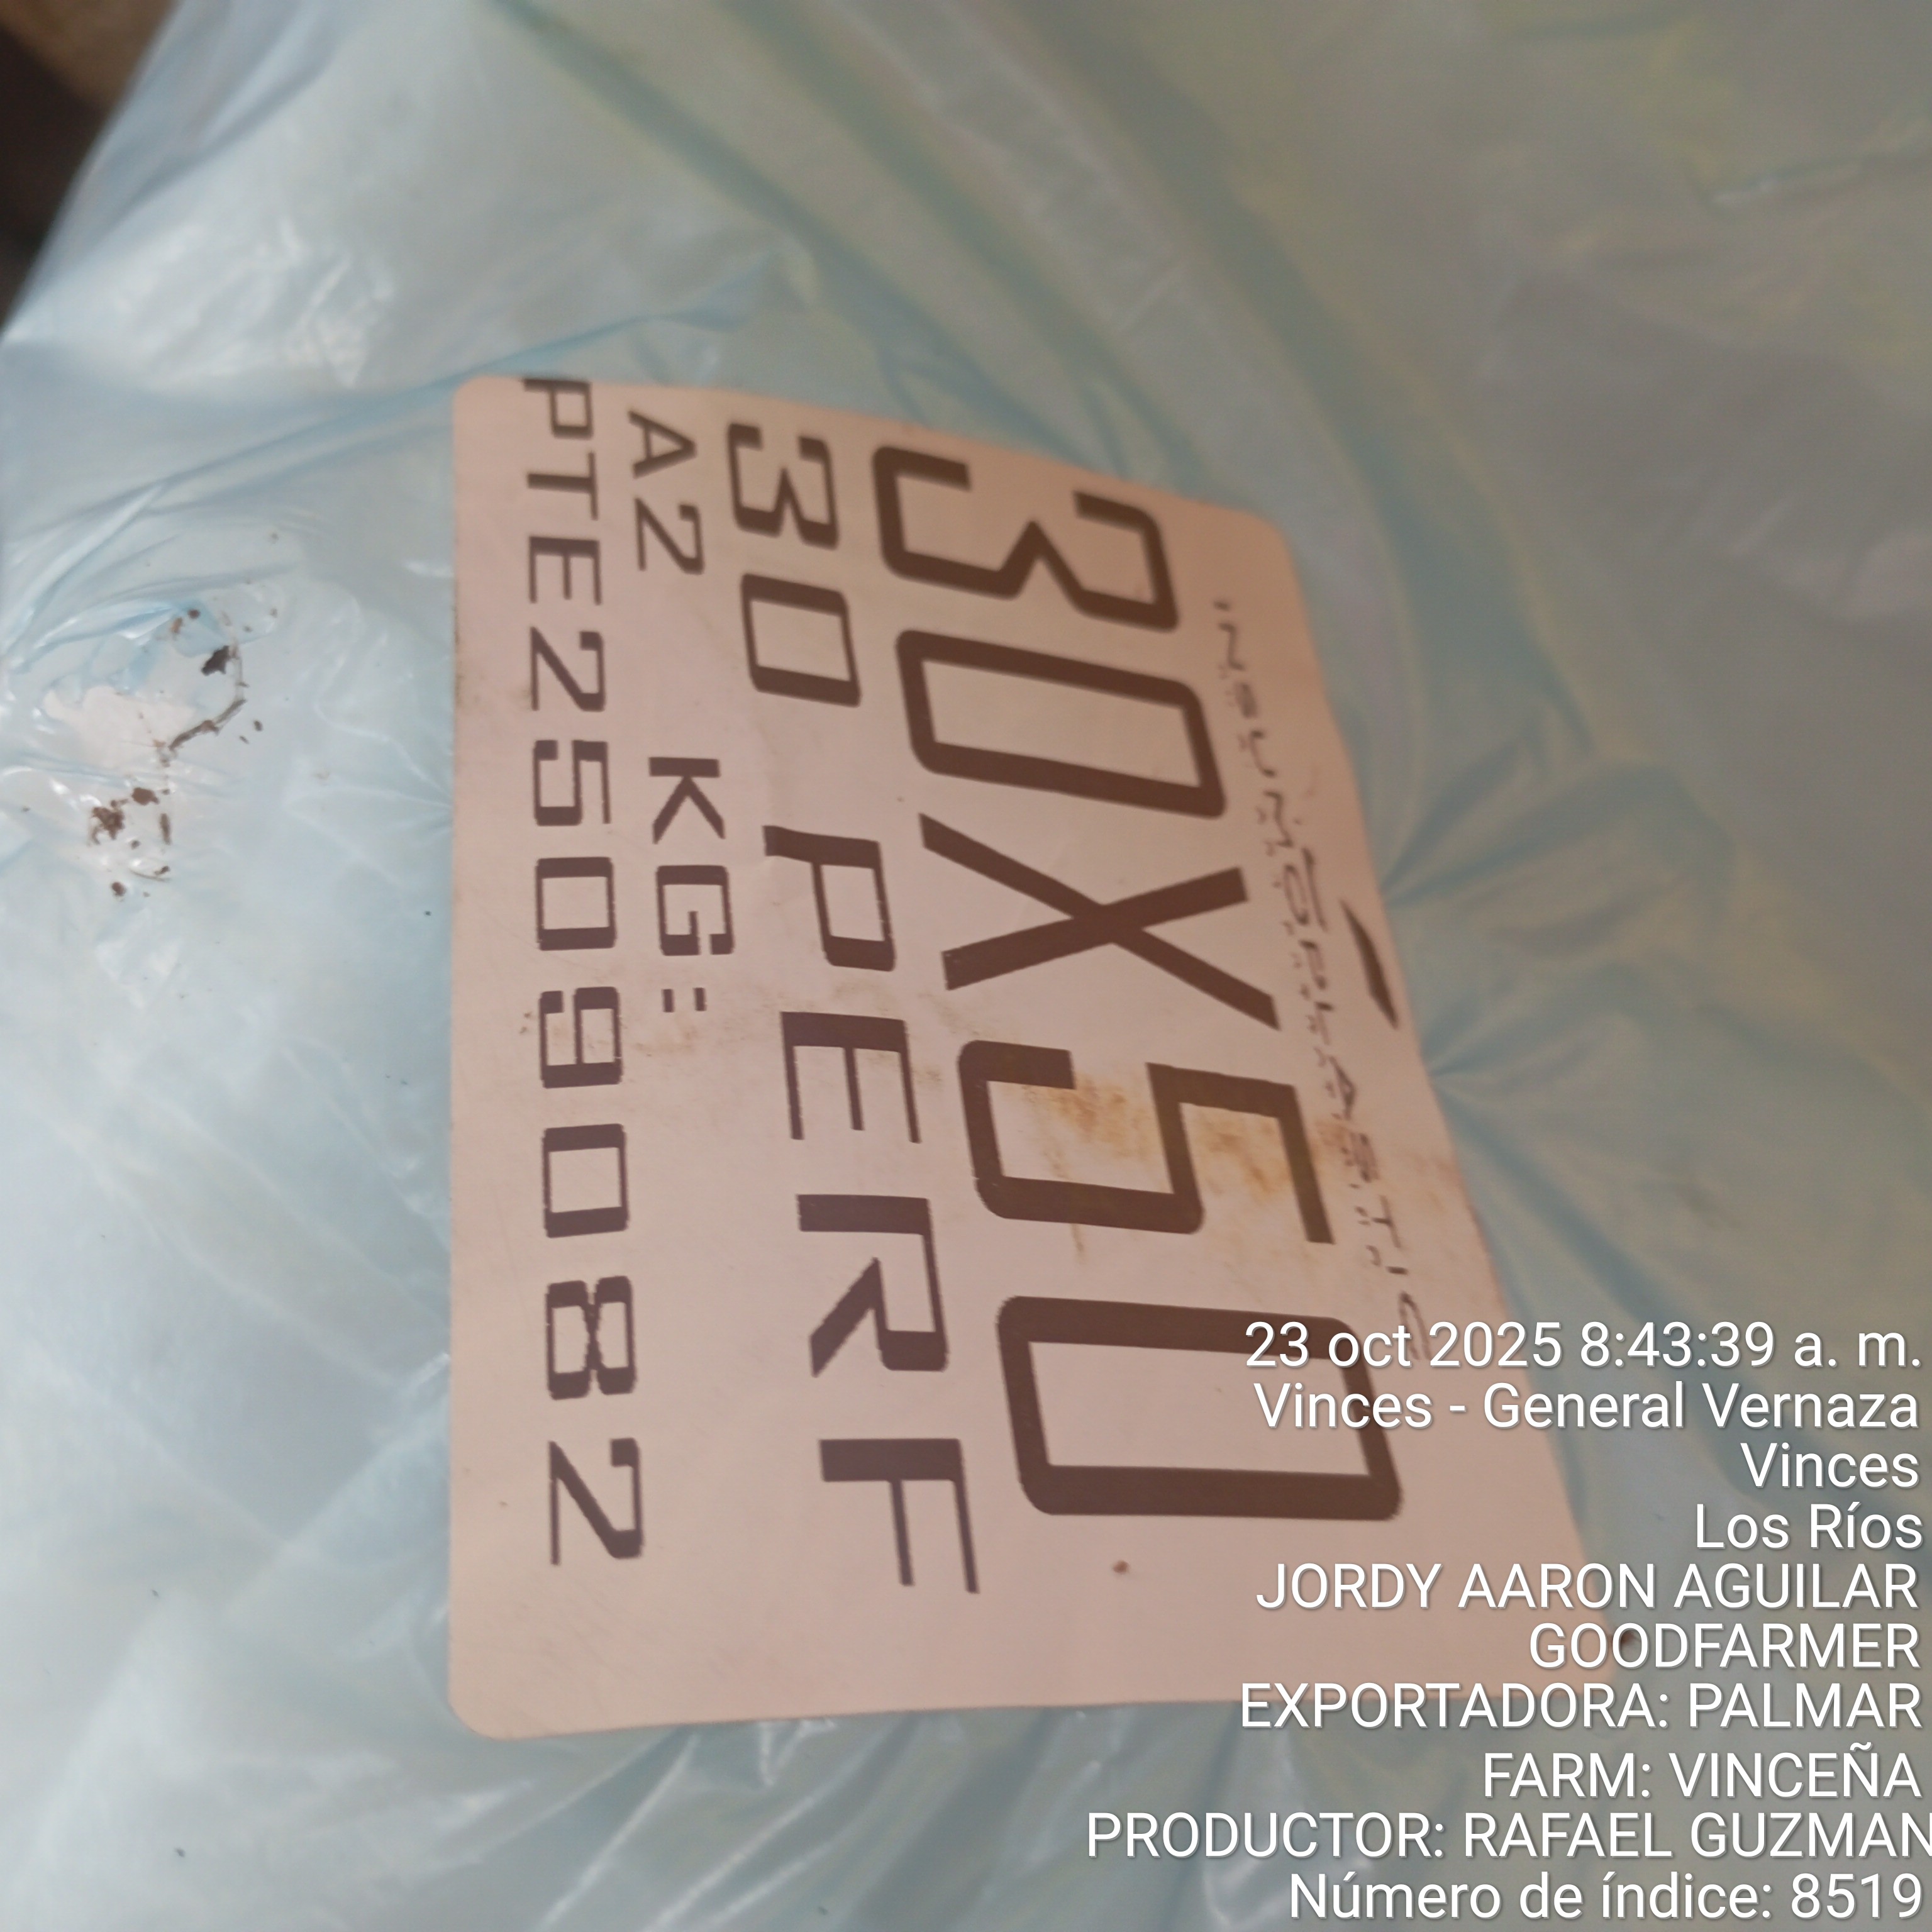 30X50
30 PERF
A2 KG:
PTE25090082
23 oct 2025 8:43:39 a. m.
Vinces - General Vernaza
Vinces
Los Ríos
JORDY AARON AGUILAR
GOODFARMER
EXPORTADORA: PALMAR
FARM: VINCEÑA
PRODUCTOR: RAFAEL GUZMAN
Número de índice: 8519